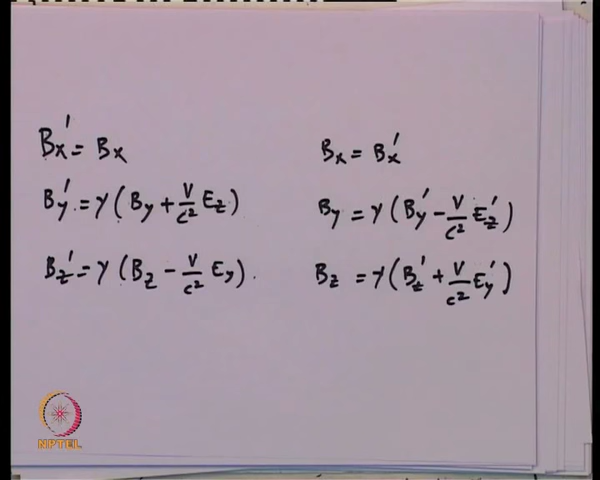 Bx' = Bx
By' = γ(By + v/c² Ez)
Bz' = γ(Bz - v/c² Ey).
Bx = Bx'
By = γ(By' - v/c² Ez')
Bz = γ(Bz' + v/c² Ey')
NPTEL